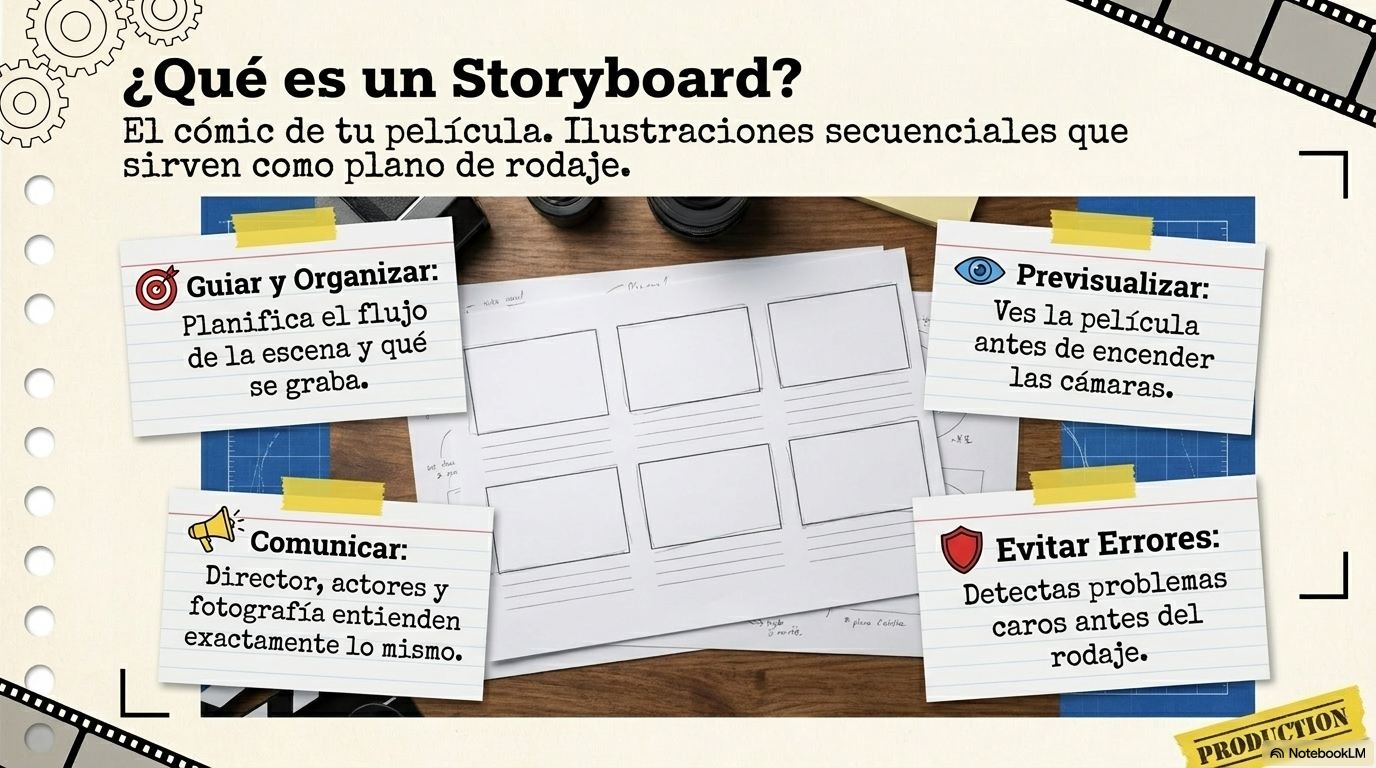 ¿Qué es un Storyboard?
El cómic de tu película. Ilustraciones secuenciales que
sirven como plano de rodaje.
Guiar y Organizar:
Planifica el flujo
de la escena y qué
se graba.
Previsualizar:
Ves la película
antes de encender
las cámaras.
Comunicar:
Director, actores y
fotografía entienden
exactamente lo mismo.
Evitar Errores:
Detectas problemas
caros antes del
rodaje.
PRODUCTION
NotebookLM